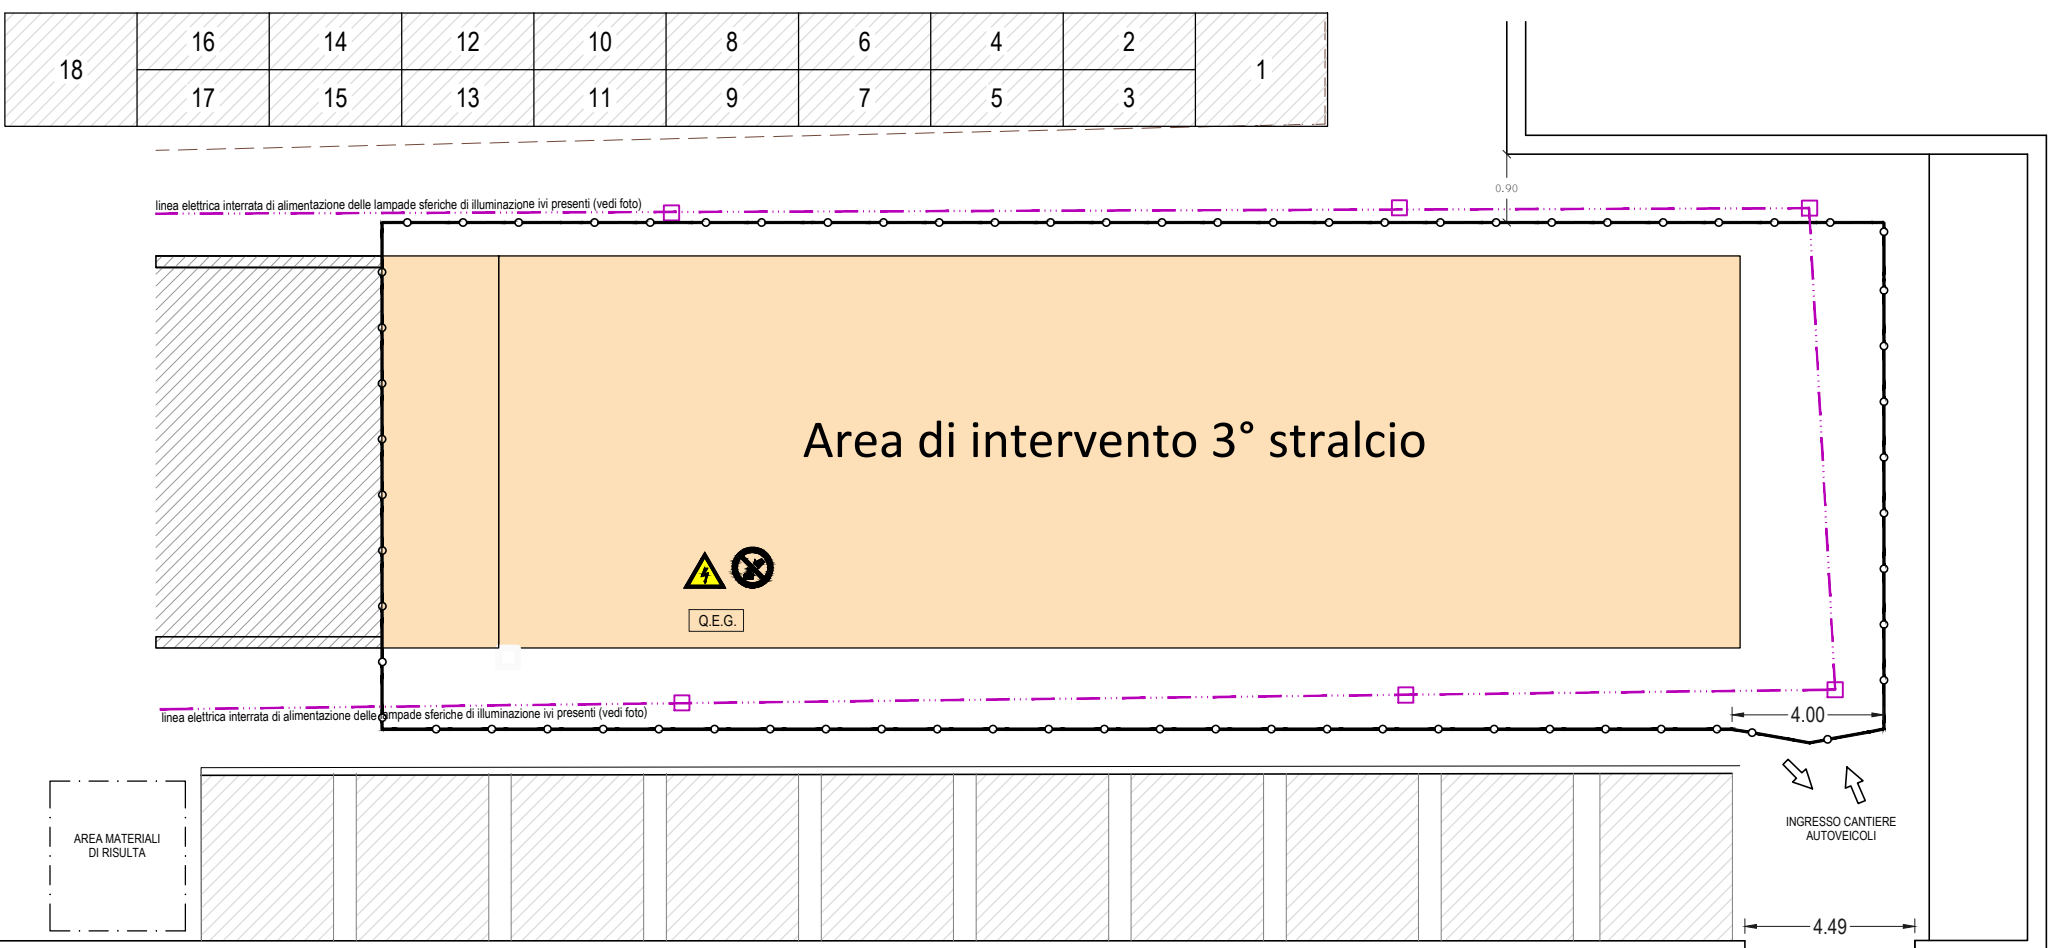 16 14 12 10 8 6 4 2
18 1
17 15 13 11 9 7 5 3
0.90
linea elettrica interrata di alimentazione delle lampade sferiche di illuminazione ivi presenti (vedi foto)
Area di intervento 3° stralcio
Q.E.G.
linea elettrica interrata di alimentazione delle lampade sferiche di illuminazione ivi presenti (vedi foto)
4.00
AREA MATERIALI
DI RISULTA
INGRESSO CANTIERE
AUTOVEICOLI
4.49